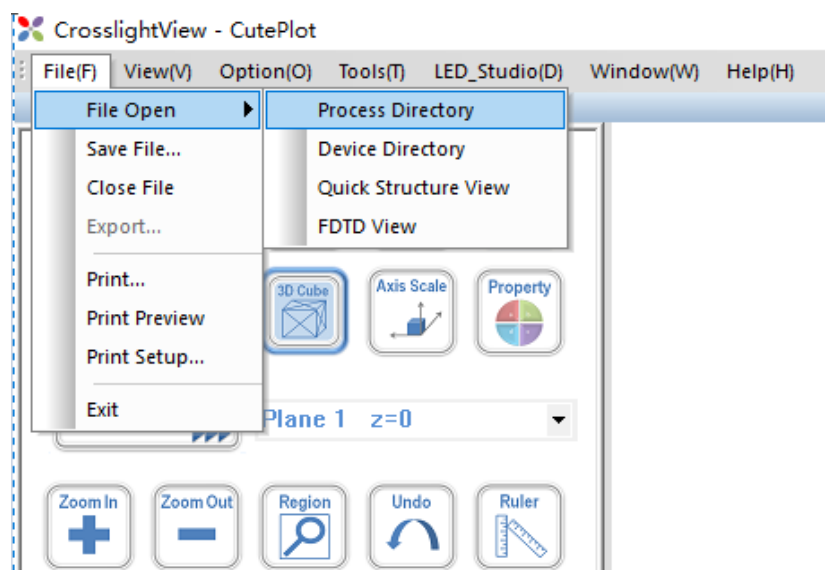 CrosslightView - CutePlot
File(F) View(V) Option(O) Tools(T) LED_Studio(D) Window(W) Help(H)
File Open Process Directory
Save File... Device Directory
Close File Quick Structure View
Export... FDTD View
Print...
Print Preview
Print Setup...
Exit
3D Cube Axis Scale Property
Plane 1 z=0
Zoom In Zoom Out Region Undo Ruler